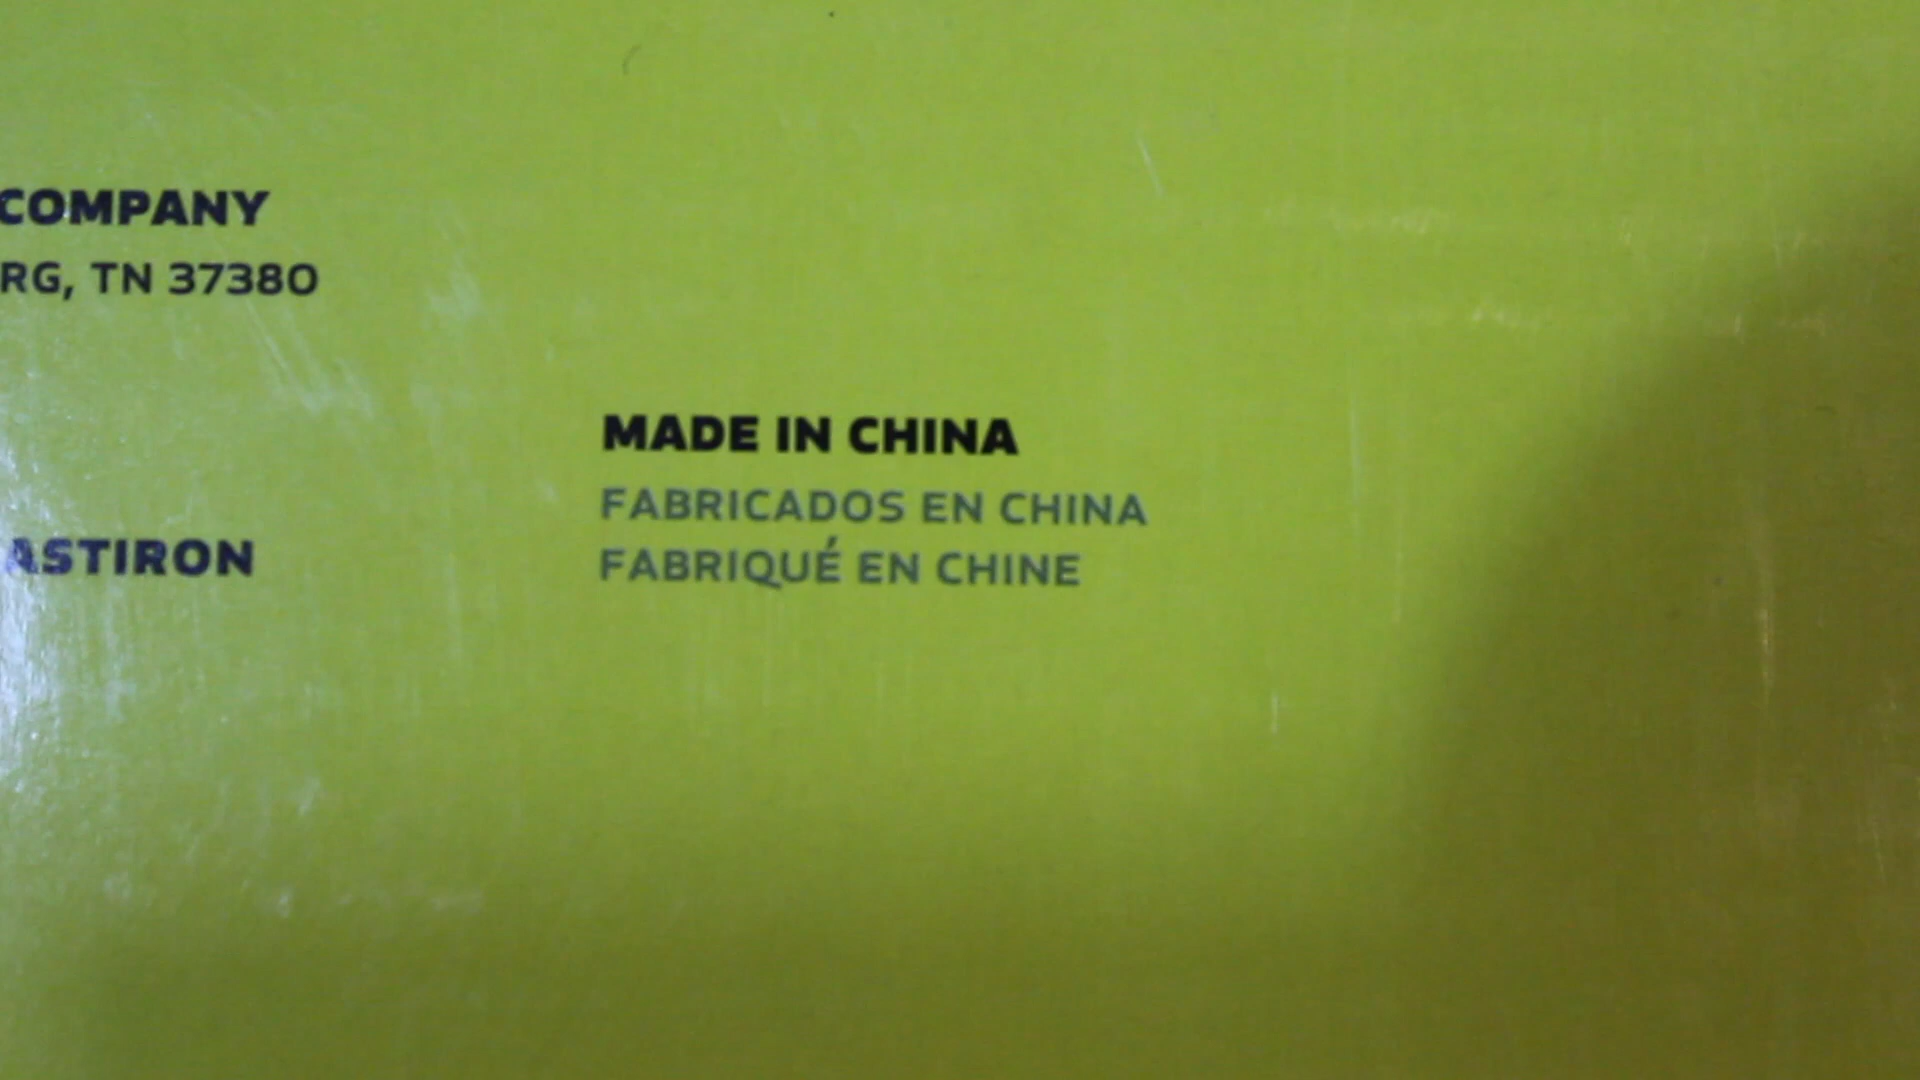 COMPANY
RG, TN 37380
MADE IN CHINA
FABRICADOS EN CHINA
FABRIQUÉ EN CHINE
ASTIRON